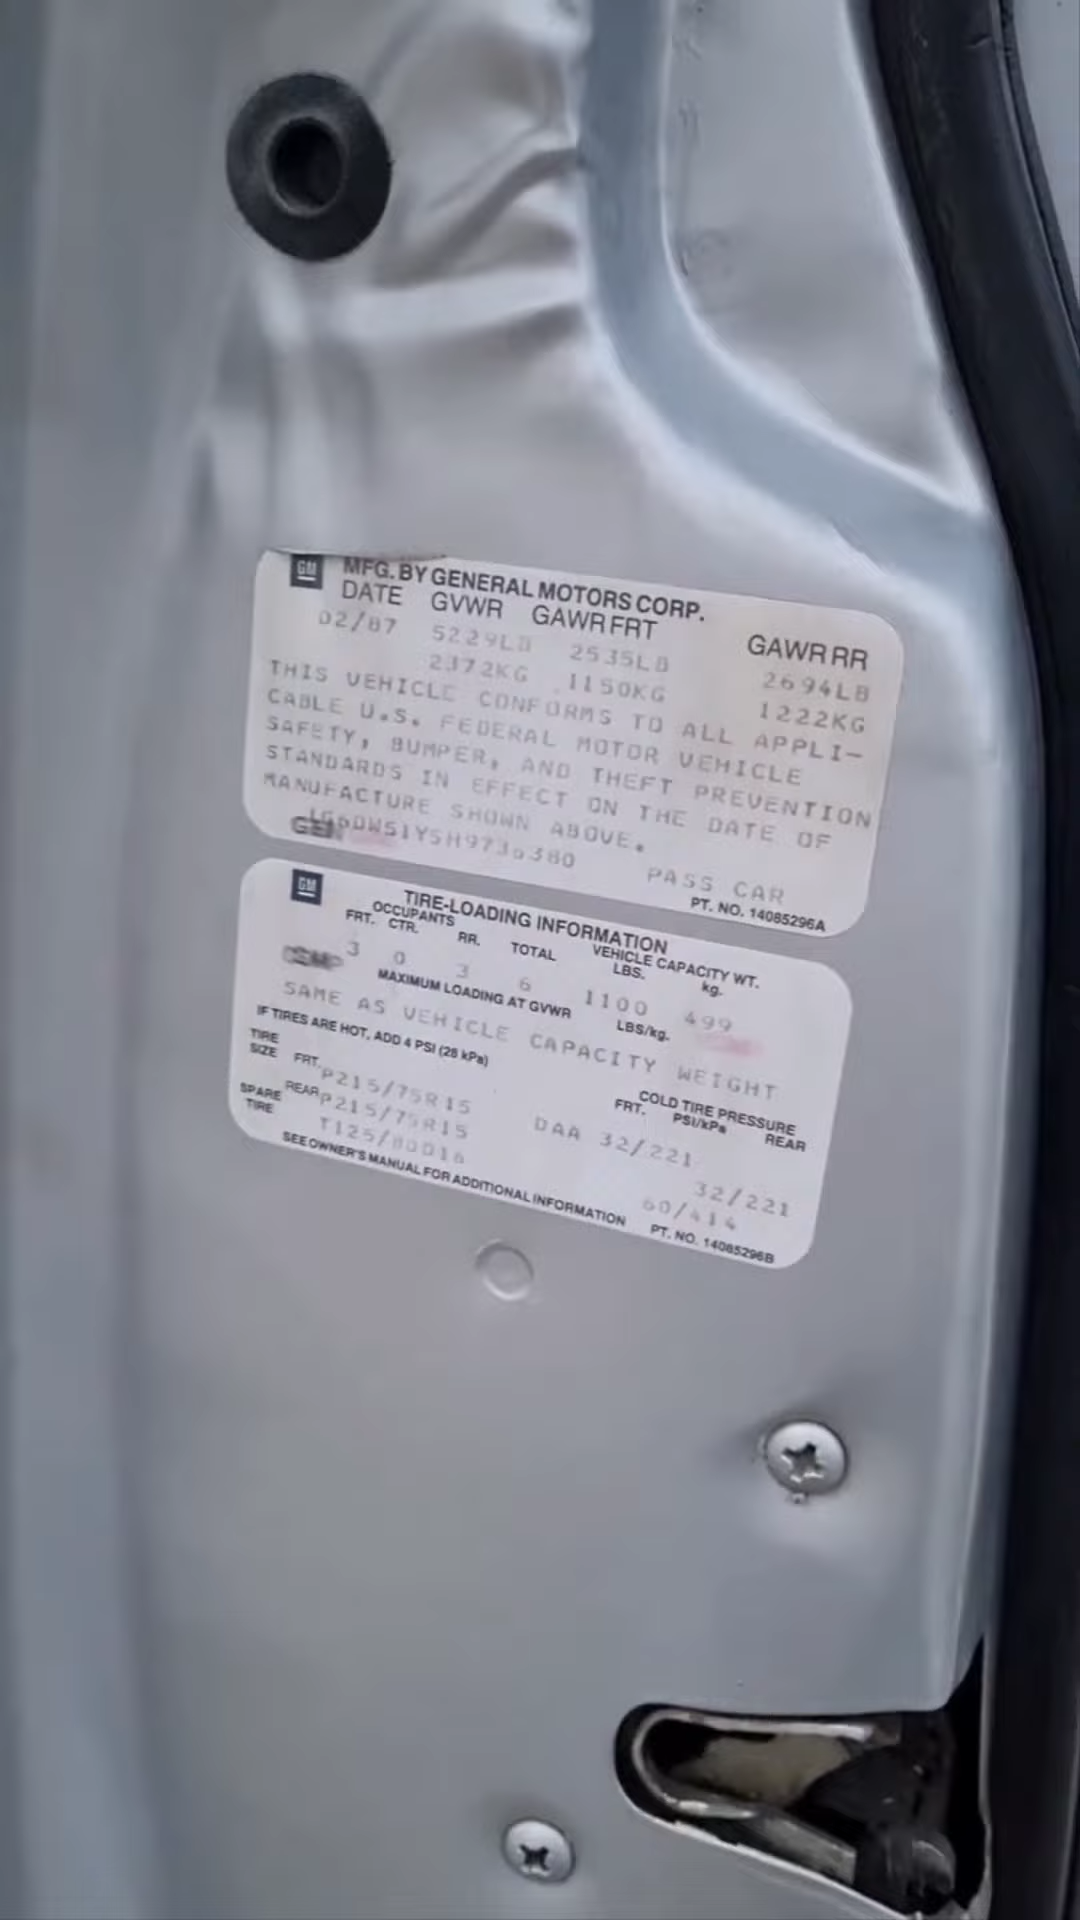 GM MFG. BY GENERAL MOTORS CORP.
DATE GVWR GAWR FRT GAWR RR
02/87 5229LB 2535LB 2694LB
2372KG 1150KG 1222KG
THIS VEHICLE CONFORMS TO ALL APPLI-
CABLE U.S. FEDERAL MOTOR VEHICLE
SAFETY, BUMPER, AND THEFT PREVENTION
STANDARDS IN EFFECT ON THE DATE OF
MANUFACTURE SHOWN ABOVE.
PASS CAR
PT. NO. 14085296A
GM TIRE-LOADING INFORMATION
OCCUPANTS VEHICLE CAPACITY WT.
FRT. CTR. RR. TOTAL LBS. kg.
3 0 3 6 1100 499
MAXIMUM LOADING AT GVWR LBS/kg.
SAME AS VEHICLE CAPACITY WEIGHT
IF TIRES ARE HOT, ADD 4 PSI (28 kPa)
TIRE SIZE COLD TIRE PRESSURE
FRT. PSI/kPa REAR
FRT. P215/75R15 DAA 32/221
REAR P215/75R15 32/221
SPARE TIRE T125/80D16 60/414
SEE OWNER'S MANUAL FOR ADDITIONAL INFORMATION
PT. NO. 14085296B